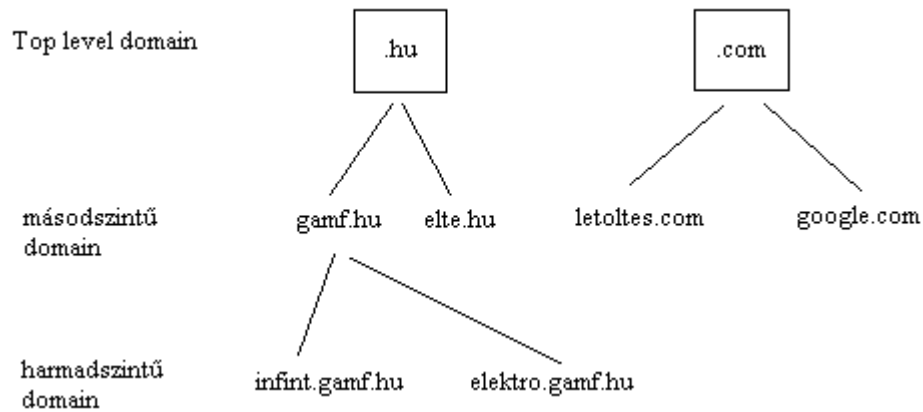 Top level domain
.hu
.com
másodszintű
domain
gamf.hu
elte.hu
letoltes.com
google.com
harmadszintű
domain
infint.gamf.hu
elektro.gamf.hu